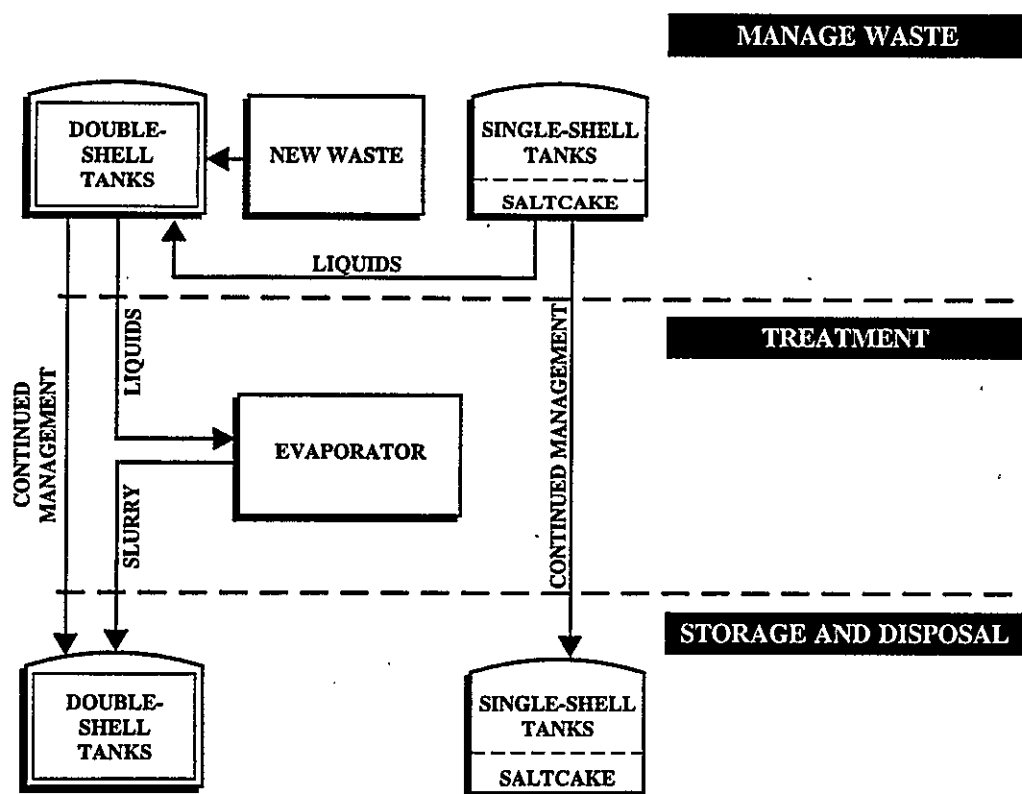 MANAGE WASTE
DOUBLE-
SHELL
TANKS
NEW WASTE
SINGLE-SHELL
TANKS
SALTCAKE
LIQUIDS
TREATMENT
CONTINUED
MANAGEMENT
LIQUIDS
EVAPORATOR
SLURRY
CONTINUED MANAGEMENT
STORAGE AND DISPOSAL
DOUBLE-
SHELL
TANKS
SINGLE-SHELL
TANKS
SALTCAKE